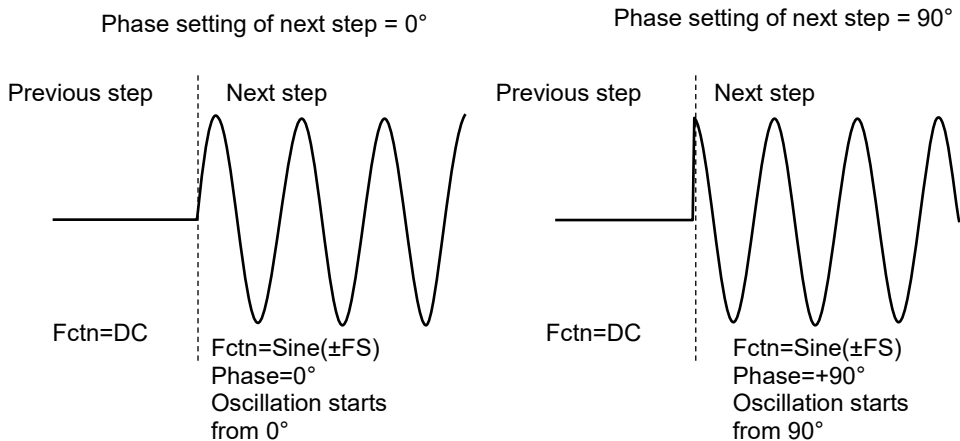 Phase setting of next step = 0°
Previous step
Next step
Fctn=DC
Fctn=Sine(±FS)
Phase=0°
Oscillation starts
from 0°
Phase setting of next step = 90°
Previous step
Next step
Fctn=DC
Fctn=Sine(±FS)
Phase=+90°
Oscillation starts
from 90°